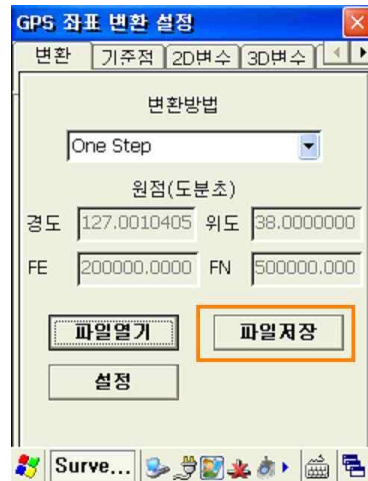 GPS 좌표 변환 설정
변환 기준점 2D변수 3D변수
변환방법
One Step
원점(도분초)
경도 127.0010405 위도 38.0000000
FE 200000.0000 FN 500000.000
파일열기 파일저장
설정
Surve...